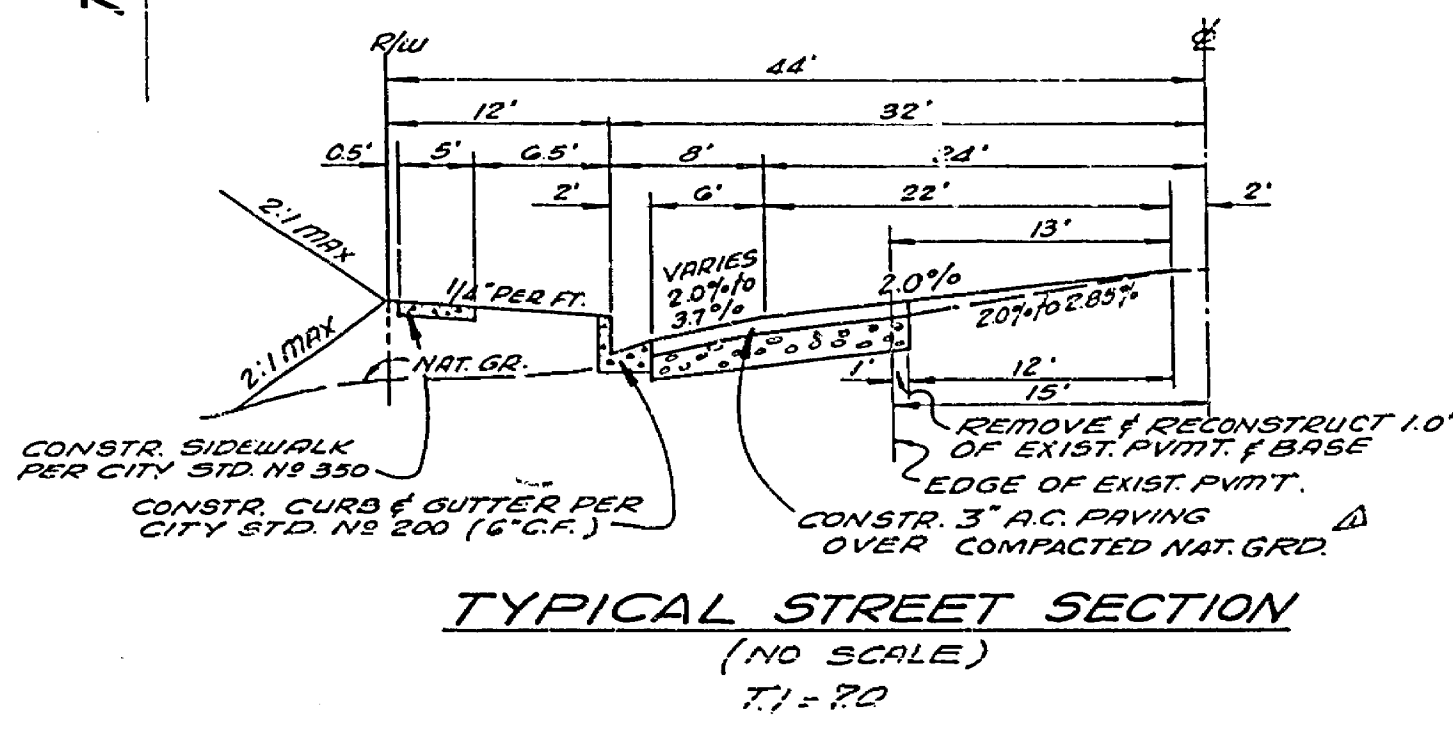 R/W
℄
44'
12'
32'
0.5'
5'
6.5'
8'
24'
2'
6'
22'
2'
13'
2:1 MAX
VARIES
2.0% to
3.7%
1/4" PER FT.
2.0%
2.0% to 2.85%
2:1 MAX
NAT. GR.
1'
12'
15'
REMOVE & RECONSTRUCT 1.0'
OF EXIST. PVMT. & BASE
CONSTR. SIDEWALK
PER CITY STD. Nº 350
EDGE OF EXIST. PVMT.
CONSTR. CURB & GUTTER PER
CITY STD. Nº 200 (6" C.F.)
CONSTR. 3" A.C. PAVING
OVER COMPACTED NAT. GRD.
TYPICAL STREET SECTION
(NO SCALE)
T.I = 7.0